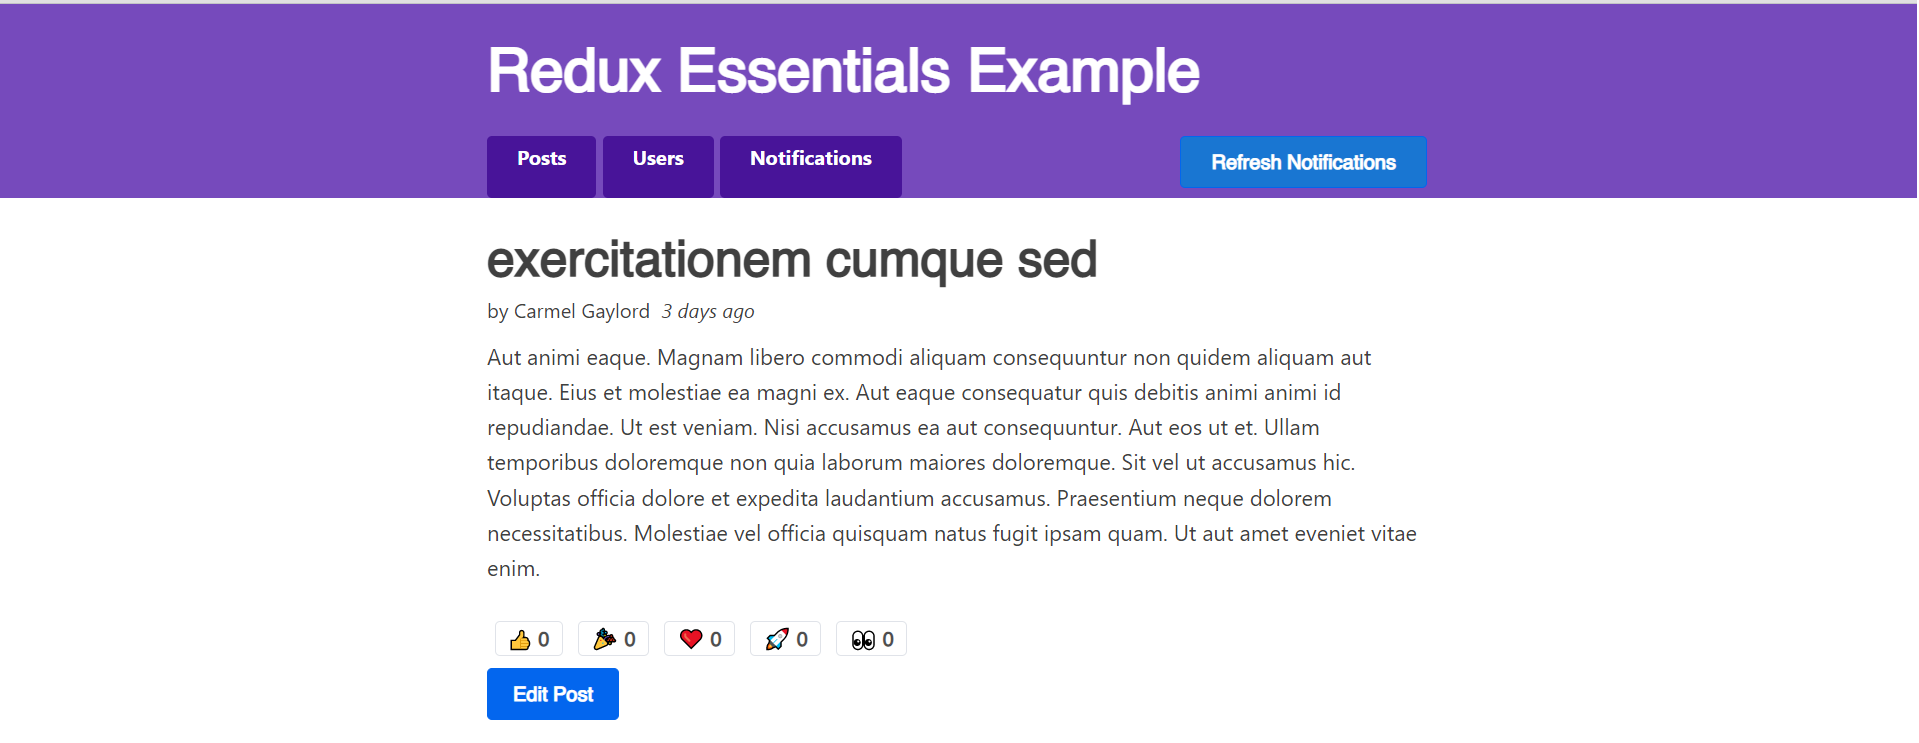 Redux Essentials Example
Posts Users Notifications Refresh Notifications
exercitationem cumque sed
by Carmel Gaylord 3 days ago
Aut animi eaque. Magnam libero commodi aliquam consequuntur non quidem aliquam aut
itaque. Eius et molestiae ea magni ex. Aut eaque consequatur quis debitis animi animi id
repudiandae. Ut est veniam. Nisi accusamus ea aut consequuntur. Aut eos ut et. Ullam
temporibus doloremque non quia laborum maiores doloremque. Sit vel ut accusamus hic.
Voluptas officia dolore et expedita laudantium accusamus. Praesentium neque dolorem
necessitatibus. Molestiae vel officia quisquam natus fugit ipsam quam. Ut aut amet eveniet vitae
enim.
👍 0 🎉 0 ❤️ 0 🚀 0 👀 0
Edit Post